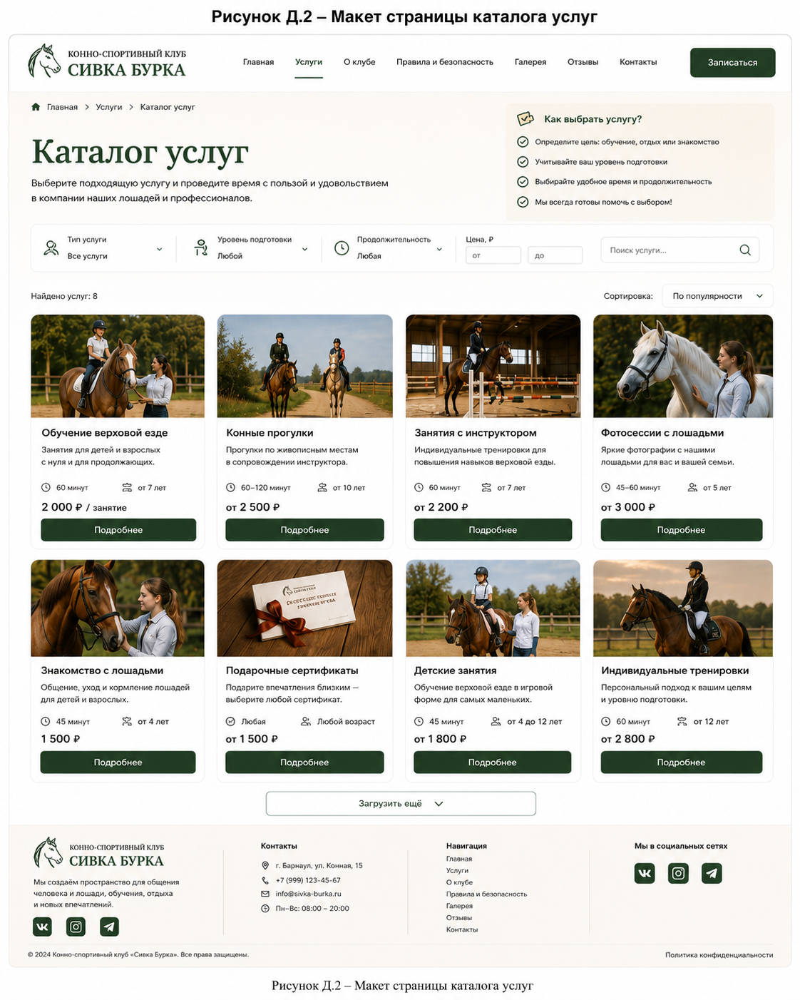 Рисунок Д.2 – Макет страницы каталога услуг
КОННО-СПОРТИВНЫЙ КЛУБ
СИВКА БУРКА
Главная
Услуги
О клубе
Правила и безопасность
Галерея
Отзывы
Контакты
Записаться
Главная > Услуги > Каталог услуг
Каталог услуг
Выберите подходящую услугу и проведите время с пользой и удовольствием
в компании наших лошадей и профессионалов.
Как выбрать услугу?
Определите цель: обучение, отдых или знакомство
Учитывайте ваш уровень подготовки
Выбирайте удобное время и продолжительность
Мы всегда готовы помочь с выбором!
Тип услуги
Все услуги
Уровень подготовки
Любой
Продолжительность
Любая
Цена, ₽
от
до
Поиск услуги...
Найдено услуг: 8
Сортировка:
По популярности
Обучение верховой езде
Занятия для детей и взрослых
с нуля и для продолжающих.
60 минут
от 7 лет
2 000 ₽ / занятие
Подробнее
Конные прогулки
Прогулки по живописным местам
в сопровождении инструктора.
60–120 минут
от 10 лет
от 2 500 ₽
Подробнее
Занятия с инструктором
Индивидуальные тренировки для
повышения навыков верховой езды.
60 минут
от 7 лет
от 2 200 ₽
Подробнее
Фотосессии с лошадьми
Яркие фотографии с нашими
лошадьми для вас и вашей семьи.
45–60 минут
от 5 лет
от 3 000 ₽
Подробнее
Знакомство с лошадьми
Общение, уход и кормление лошадей
для детей и взрослых.
45 минут
от 4 лет
1 500 ₽
Подробнее
Подарочные сертификаты
Подарите впечатления близким —
выберите любой сертификат.
Любая
Любой возраст
от 1 500 ₽
Подробнее
Детские занятия
Обучение верховой езде в игровой
форме для самых маленьких.
45 минут
от 4 до 12 лет
от 1 800 ₽
Подробнее
Индивидуальные тренировки
Персональный подход к вашим целям
и уровню подготовки.
60 минут
от 12 лет
от 2 800 ₽
Подробнее
Загрузить ещё
КОННО-СПОРТИВНЫЙ КЛУБ
СИВКА БУРКА
Мы создаём пространство для общения
человека и лошади, обучения, отдыха
и новых впечатлений.
Контакты
г. Барнаул, ул. Конная, 15
+7 (999) 123-45-67
info@sivka-burka.ru
Пн–Вс: 08:00 – 20:00
Навигация
Главная
Услуги
О клубе
Правила и безопасность
Галерея
Отзывы
Контакты
Мы в социальных сетях
© 2024 Конно-спортивный клуб «Сивка Бурка». Все права защищены.
Политика конфиденциальности
Рисунок Д.2 – Макет страницы каталога услуг